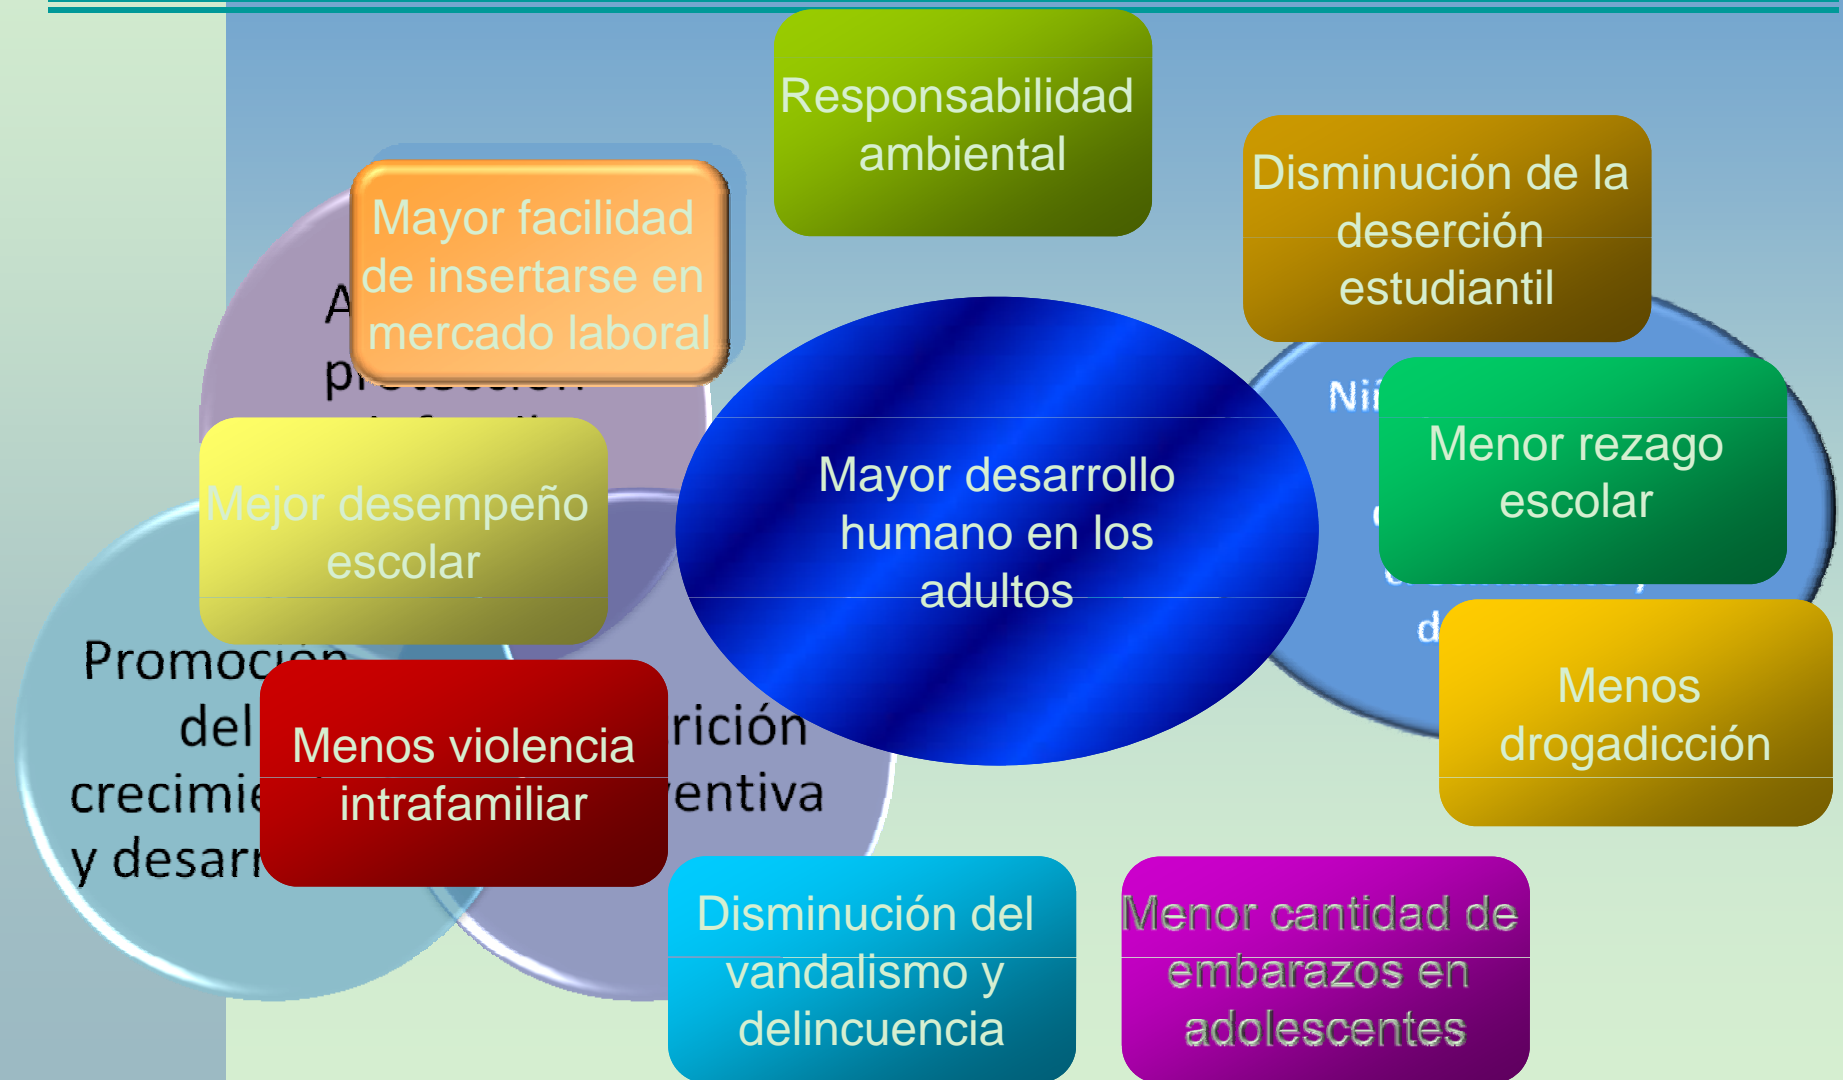 Responsabilidad
ambiental
Disminución de la
deserción
estudiantil
Mayor facilidad
de insertarse en
mercado laboral
Menor rezago
escolar
Mayor desarrollo
humano en los
adultos
Mejor desempeño
escolar
Promoción
del
rición
entiva
y desarr
Menos violencia
intrafamiliar
Menos
drogadicción
Disminución del
vandalismo y
delincuencia
Menor cantidad de
embarazos en
adolescentes